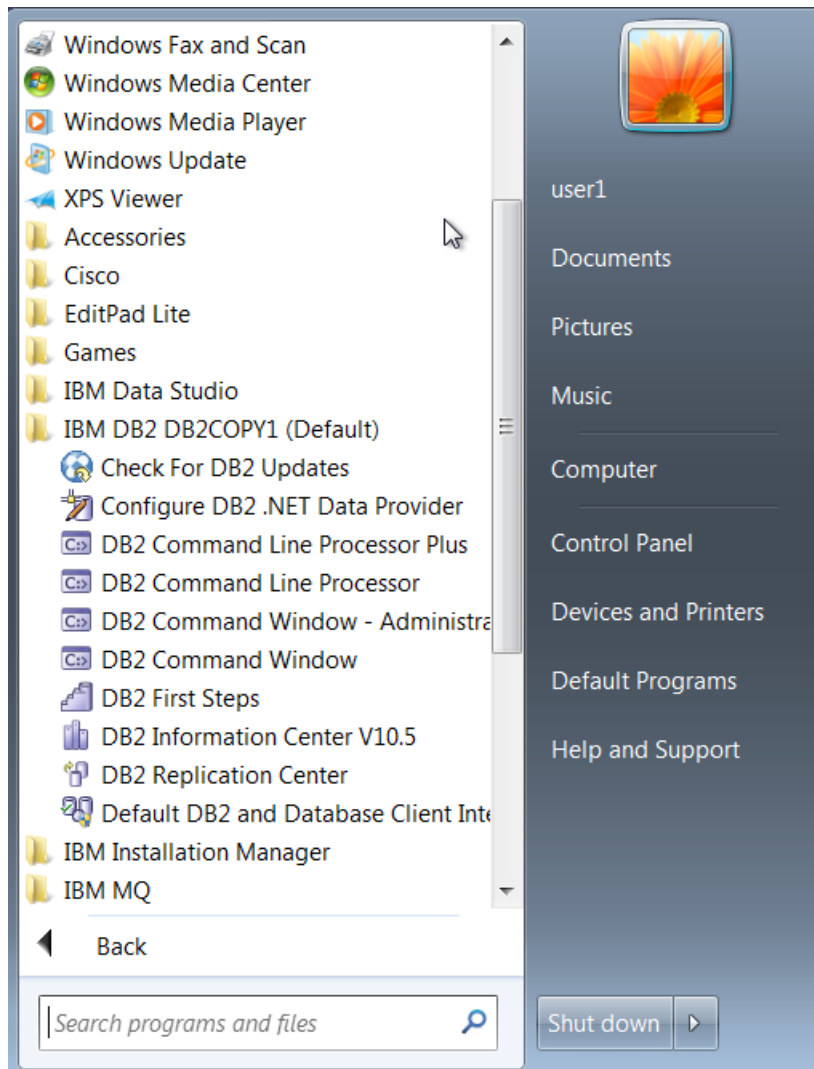 Windows Fax and Scan
Windows Media Center
Windows Media Player
Windows Update
XPS Viewer
Accessories
Cisco
EditPad Lite
Games
IBM Data Studio
IBM DB2 DB2COPY1 (Default)
Check For DB2 Updates
Configure DB2 .NET Data Provider
C:> DB2 Command Line Processor Plus
C:> DB2 Command Line Processor
C:> DB2 Command Window - Administra
C:> DB2 Command Window
DB2 First Steps
DB2 Information Center V10.5
DB2 Replication Center
Default DB2 and Database Client Inte
IBM Installation Manager
IBM MQ
Back
Search programs and files
user1
Documents
Pictures
Music
Computer
Control Panel
Devices and Printers
Default Programs
Help and Support
Shut down